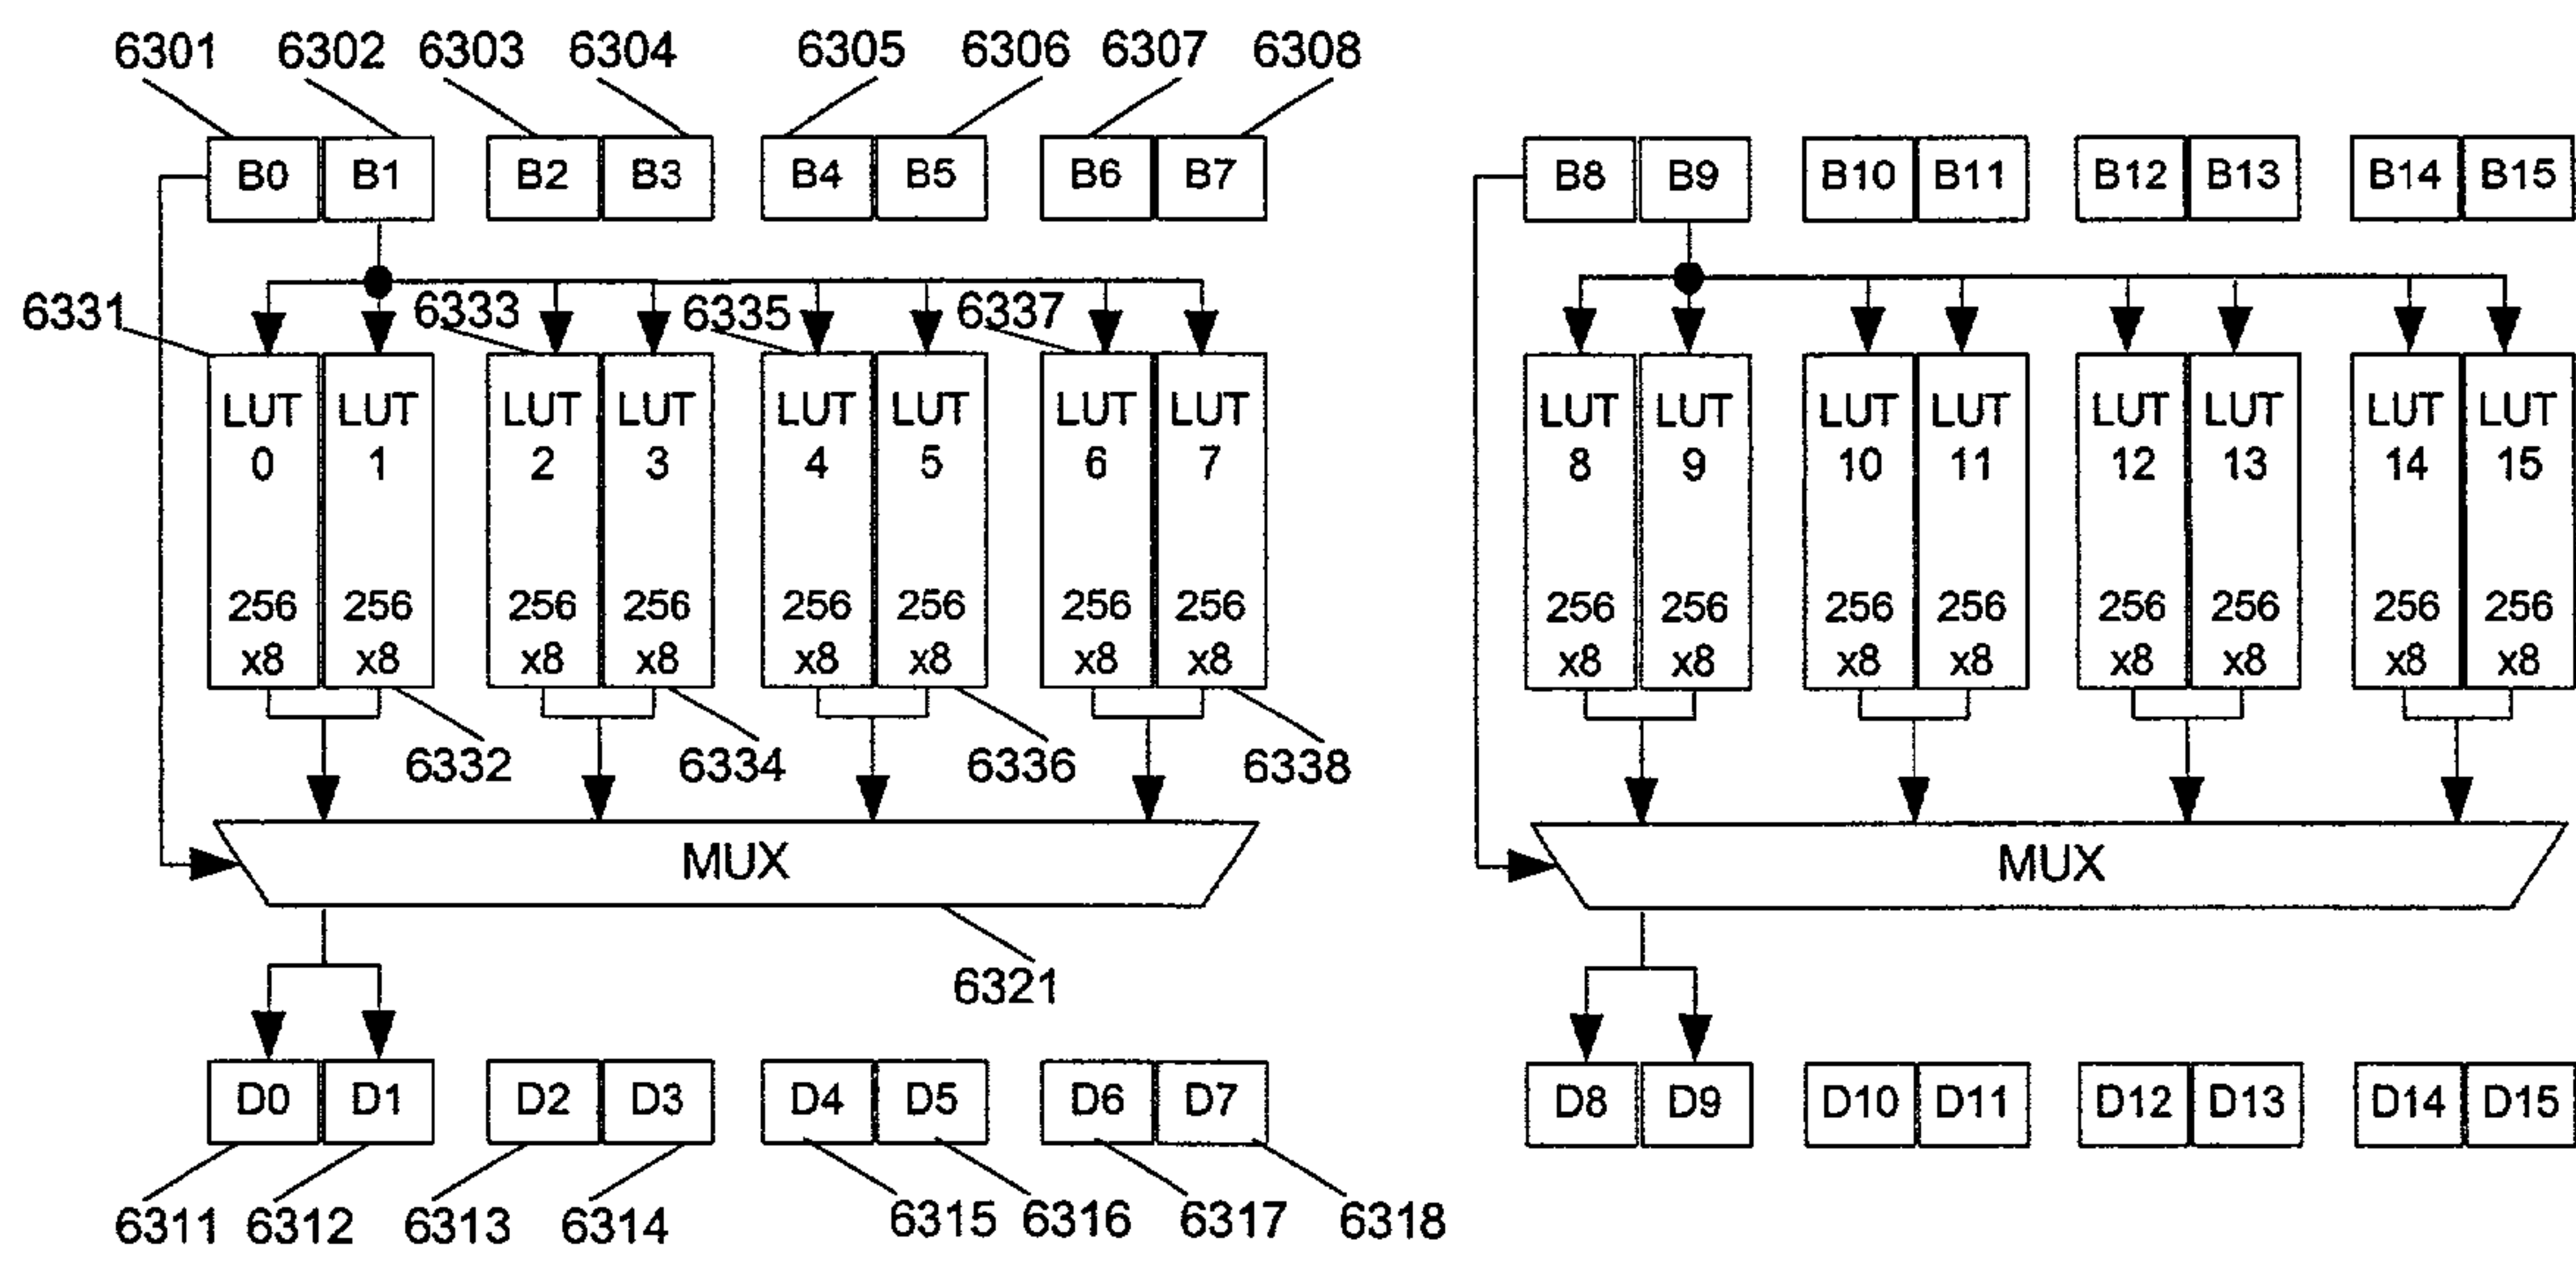 6301 6302 6303 6304 6305 6306 6307 6308
B0 B1 B2 B3 B4 B5 B6 B7 B8 B9 B10 B11 B12 B13 B14 B15
6331 6333 6335 6337
LUT LUT LUT LUT LUT LUT LUT LUT LUT LUT LUT LUT LUT LUT LUT LUT
0 1 2 3 4 5 6 7 8 9 10 11 12 13 14 15
256 256 256 256 256 256 256 256 256 256 256 256 256 256 256 256
x8 x8 x8 x8 x8 x8 x8 x8 x8 x8 x8 x8 x8 x8 x8 x8
6332 6334 6336 6338
MUX MUX
6321
D0 D1 D2 D3 D4 D5 D6 D7 D8 D9 D10 D11 D12 D13 D14 D15
6311 6312 6313 6314 6315 6316 6317 6318